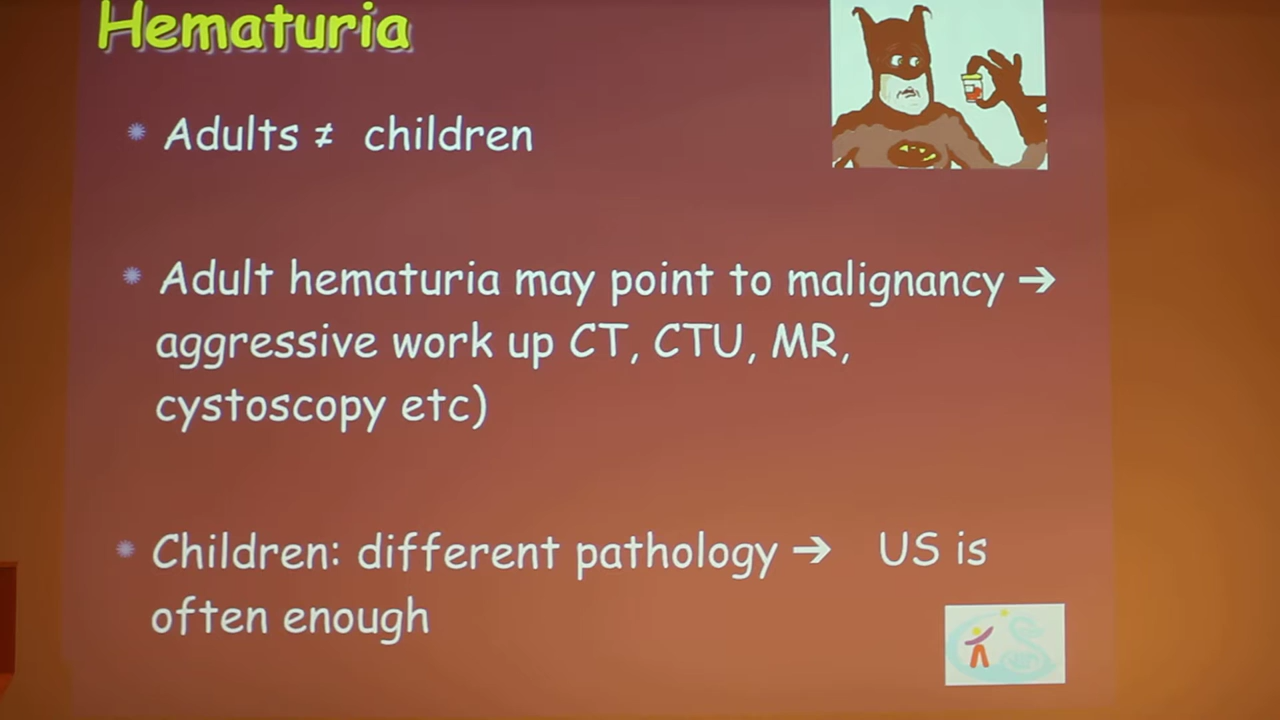 Hematuria
Adults ≠ children
Adult hematuria may point to malignancy ➔
aggressive work up CT, CTU, MR,
cystoscopy etc)
Children: different pathology ➔ US is
often enough